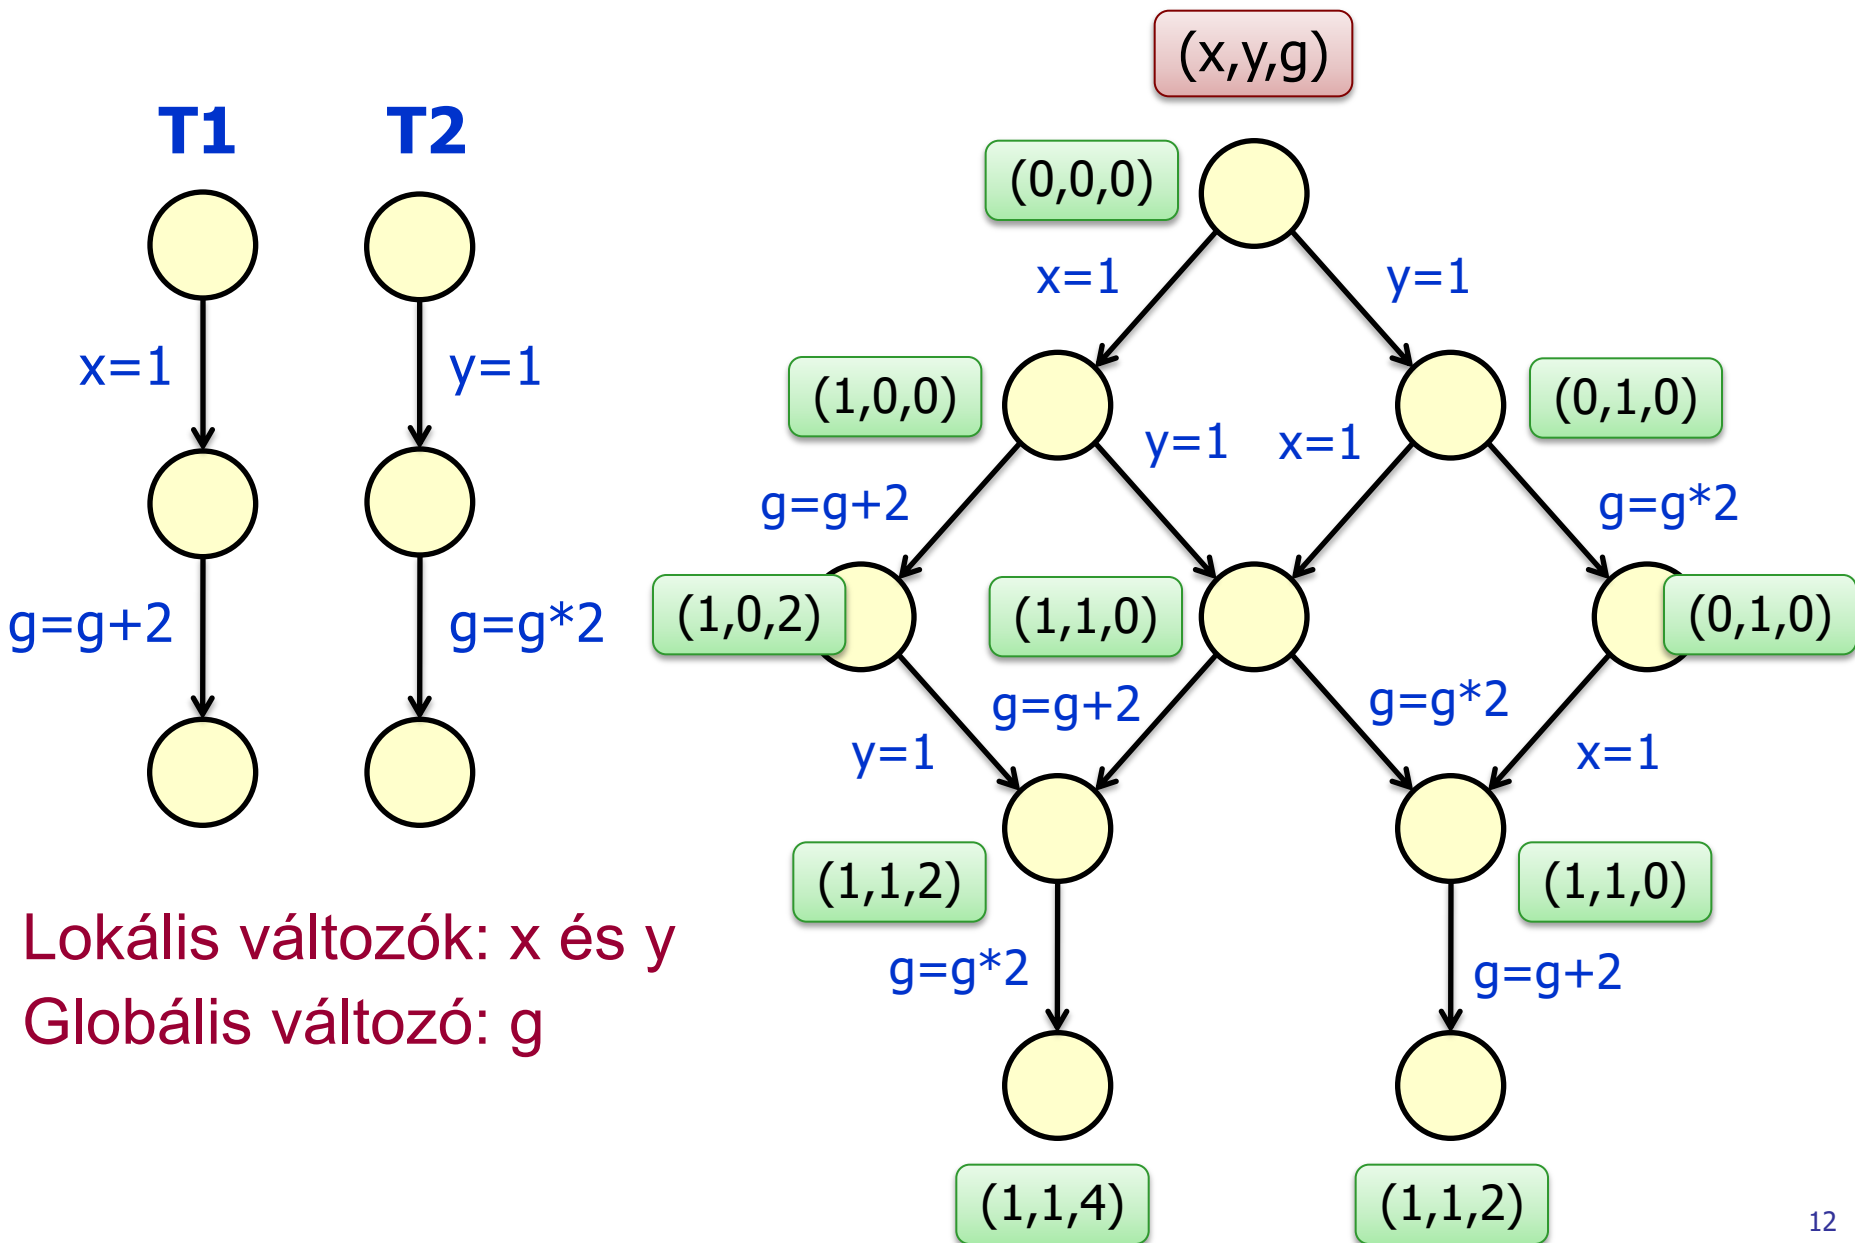 (x,y,g)
T1 T2
(0,0,0)
x=1 y=1
x=1 y=1
(1,0,0) (0,1,0)
y=1 x=1
g=g+2 g=g*2
g=g+2 g=g*2
(1,0,2) (1,1,0) (0,1,0)
g=g+2 g=g*2
y=1 x=1
(1,1,2) (1,1,0)
Lokális változók: x és y
g=g*2 g=g+2
Globális változó: g
(1,1,4) (1,1,2)
12